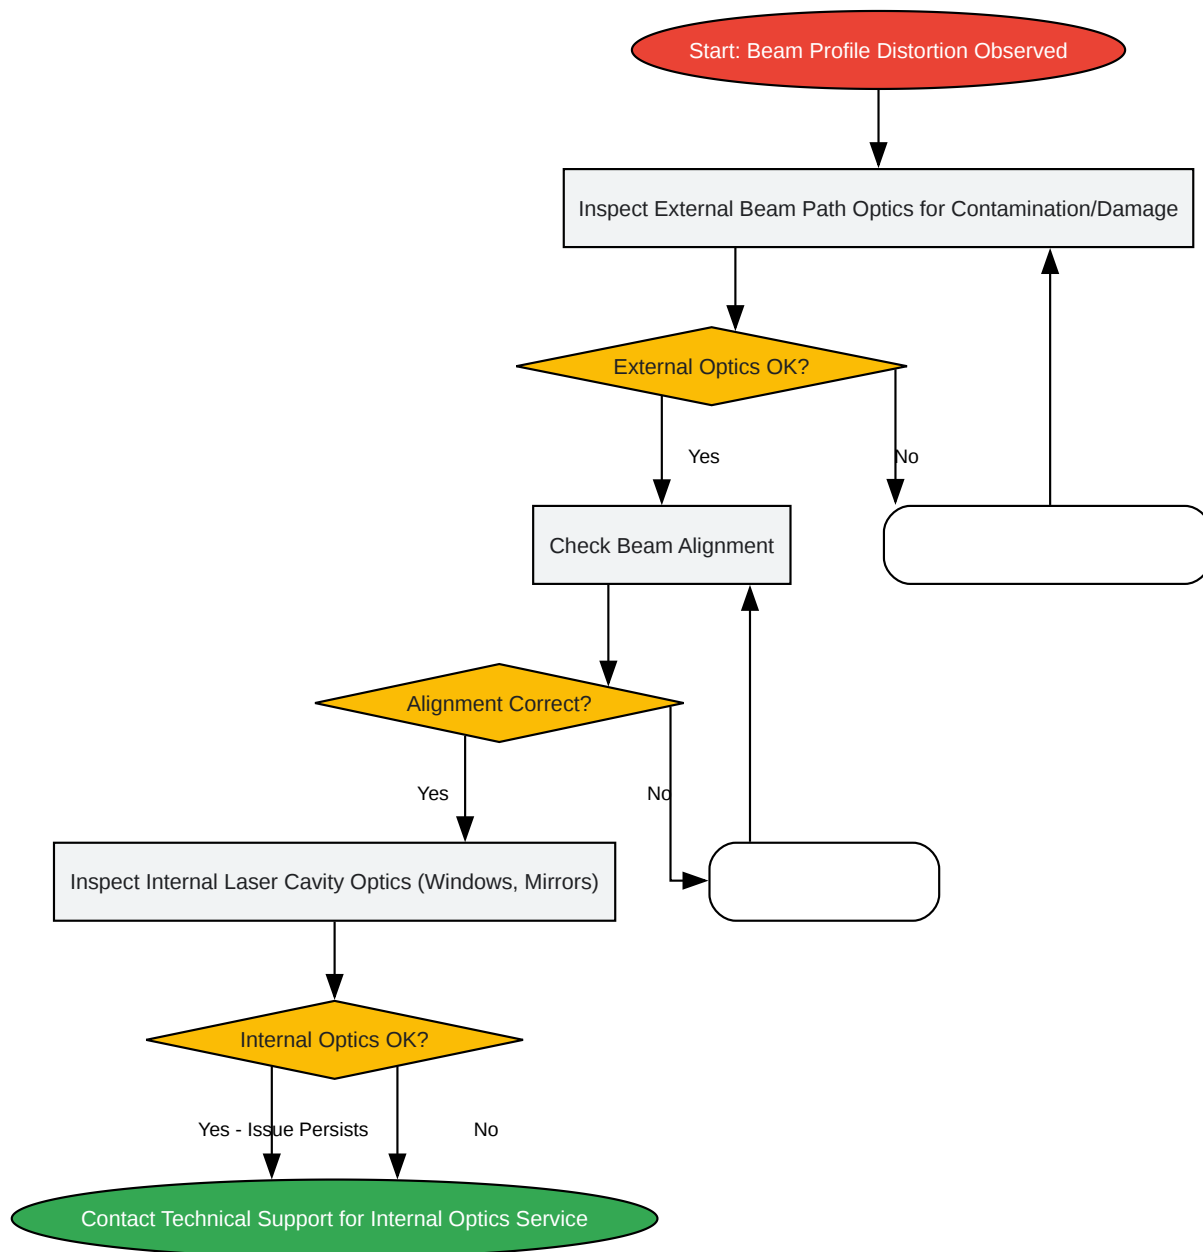 Start: Beam Profile Distortion Observed
Inspect External Beam Path Optics for Contamination/Damage
External Optics OK?
Yes
No
Check Beam Alignment
Alignment Correct?
Yes
No
Inspect Internal Laser Cavity Optics (Windows, Mirrors)
Internal Optics OK?
Yes - Issue Persists
No
Contact Technical Support for Internal Optics Service